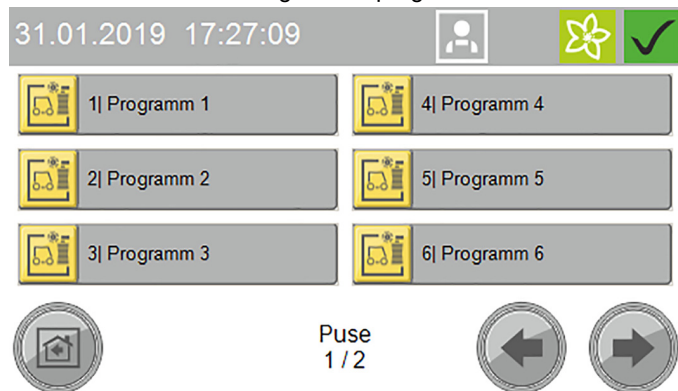 31.01.2019 17:27:09
1| Programm 1
4| Programm 4
2| Programm 2
5| Programm 5
3| Programm 3
6| Programm 6
Puse
1 / 2